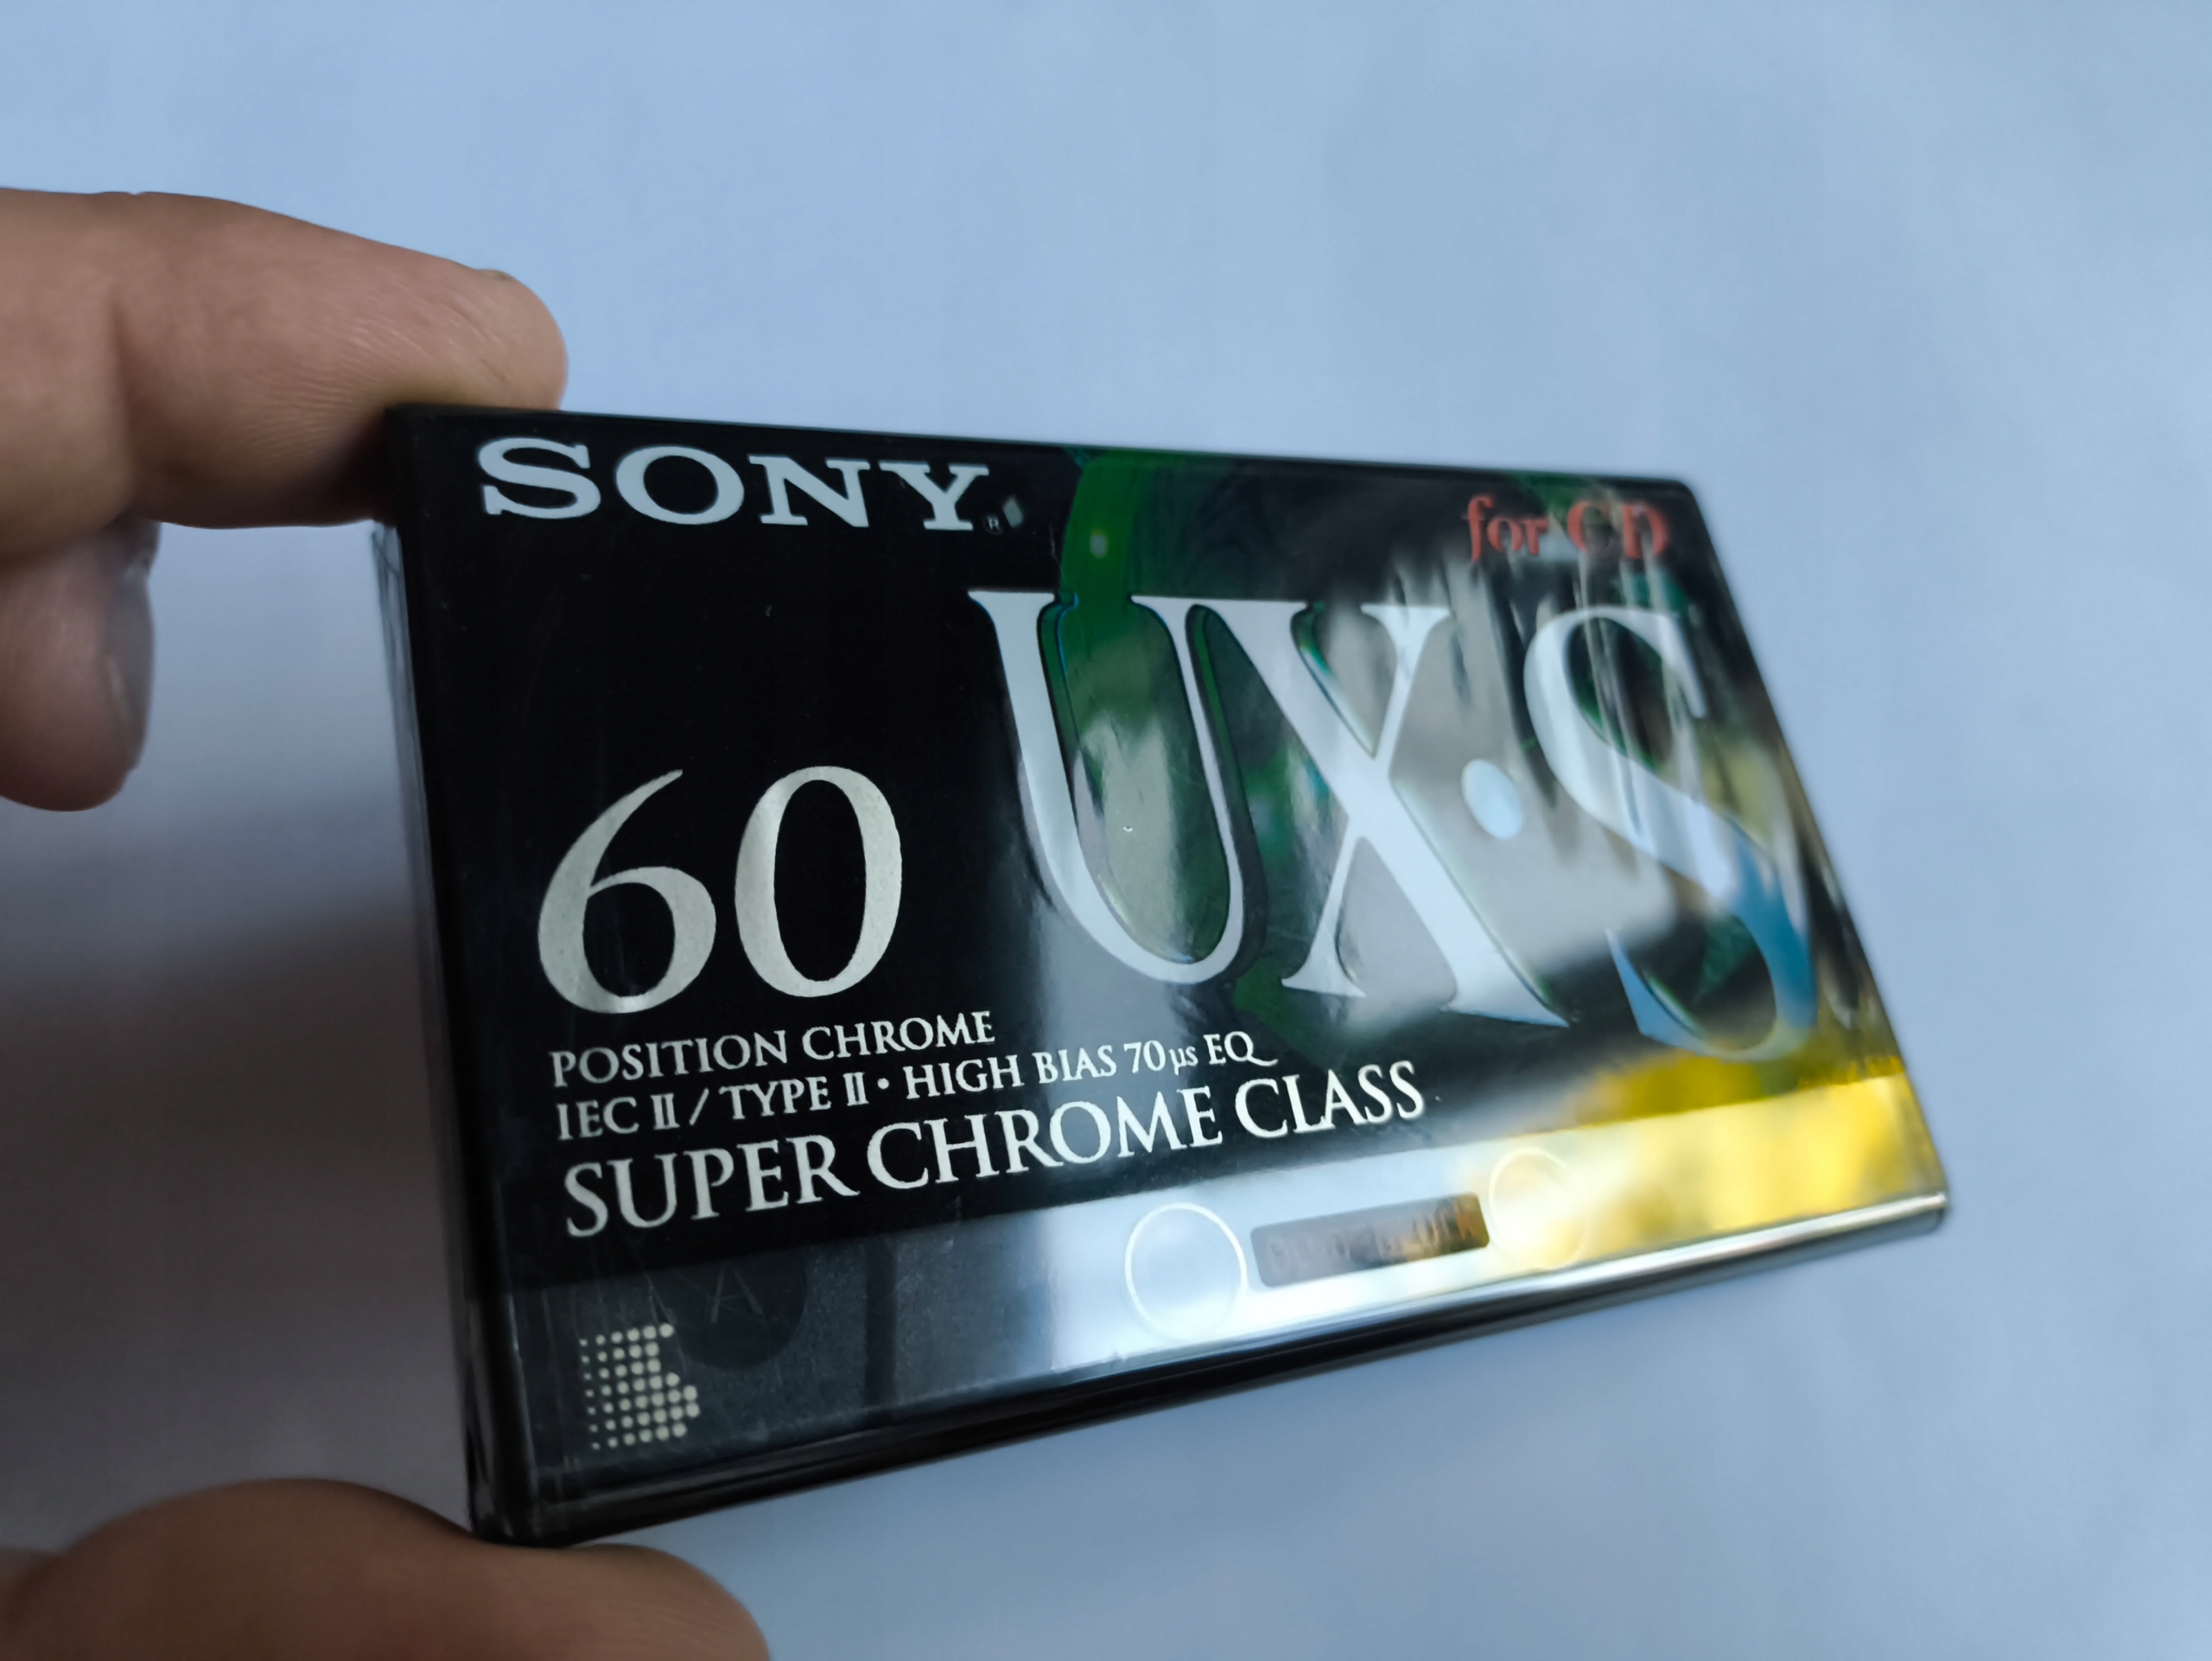 SONY®
for CD
UX·S
60
POSITION CHROME
IEC II / TYPE II • HIGH BIAS 70µs EQ
SUPER CHROME CLASS
A